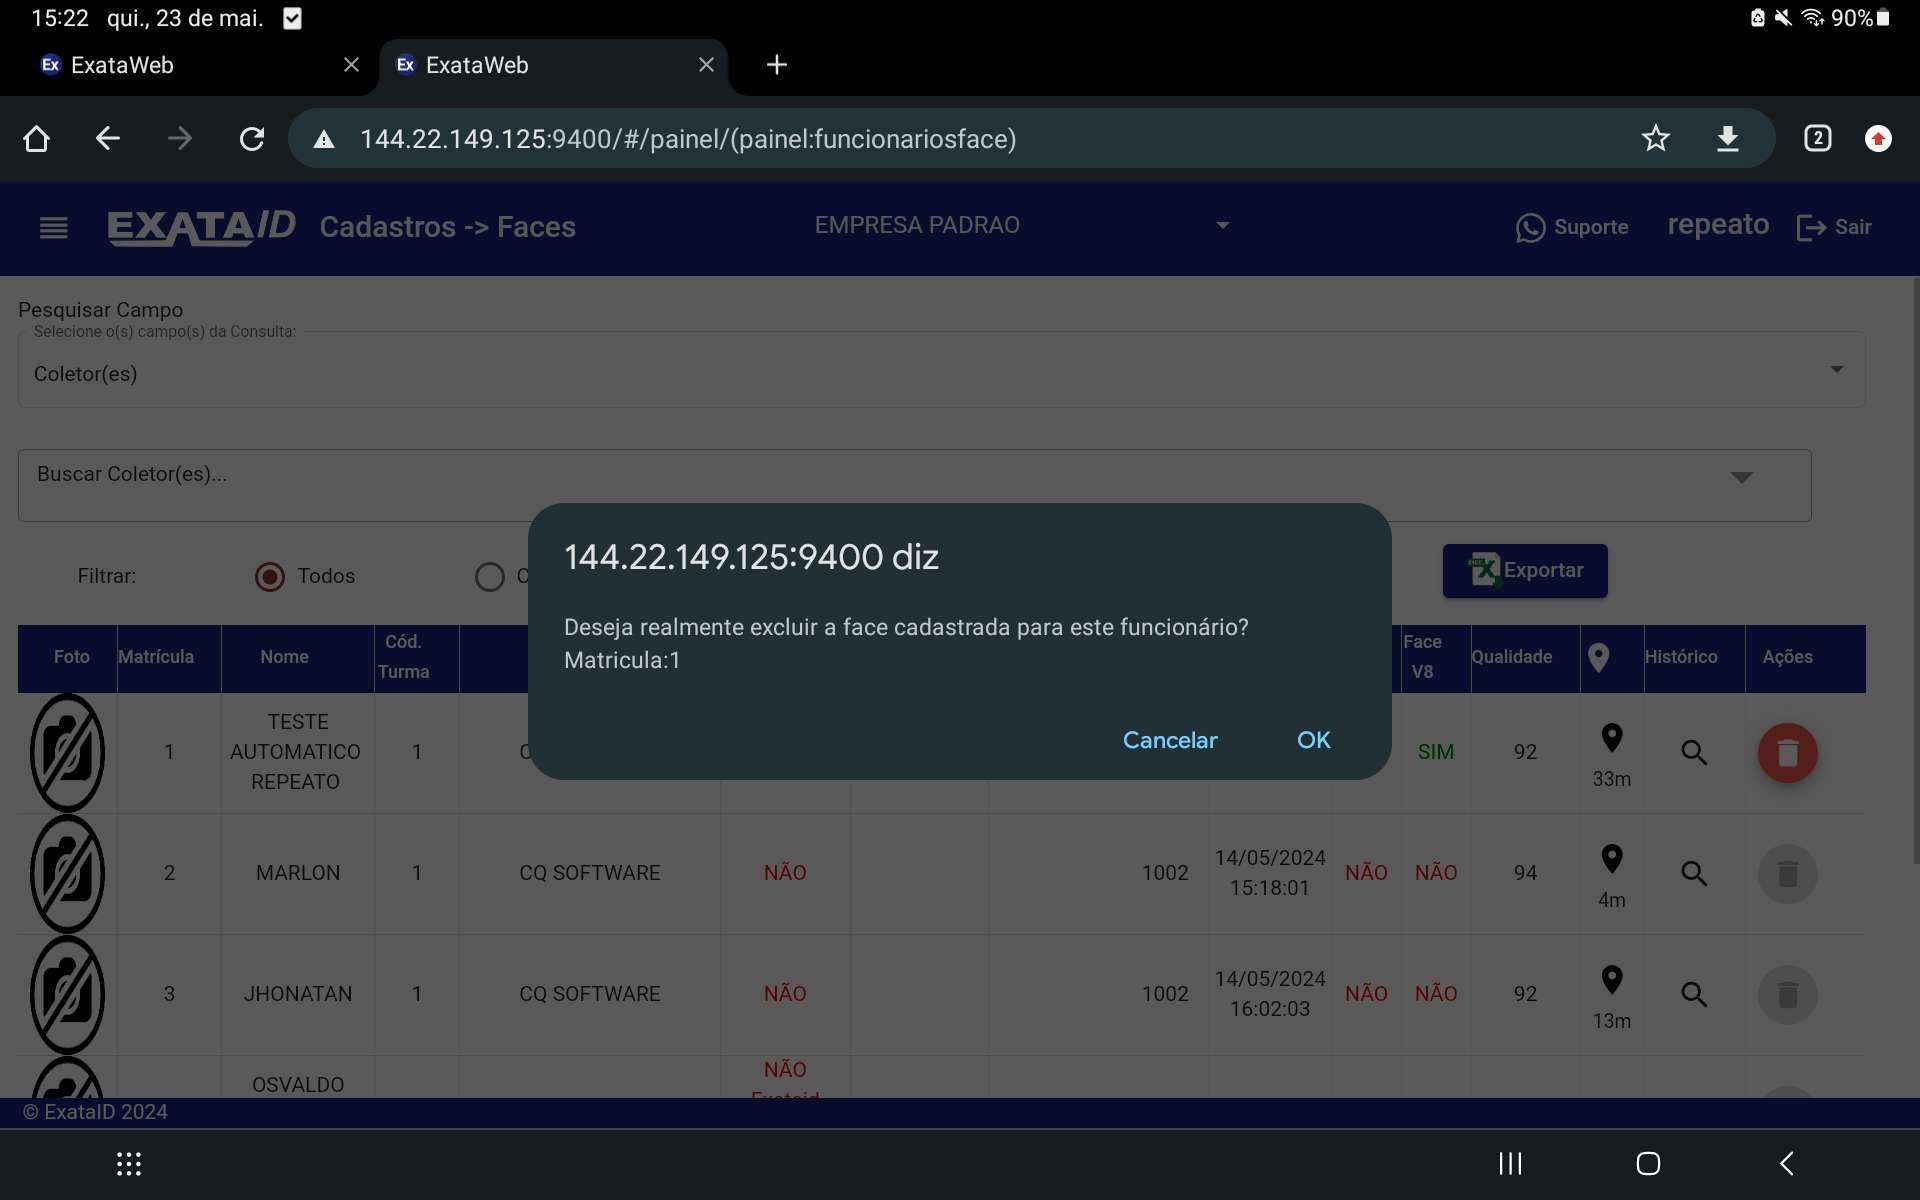 15:22 qui., 23 de mai. 90%
Ex ExataWeb Ex ExataWeb
144.22.149.125:9400/#/painel/(painel:funcionariosface) 2
EXATAID Cadastros -> Faces EMPRESA PADRAO Suporte repeato Sair
Pesquisar Campo
Selecione o(s) campo(s) da Consulta:
Coletor(es)
Buscar Coletor(es)...
144.22.149.125:9400 diz
Deseja realmente excluir a face cadastrada para este funcionário?
Matricula:1
Cancelar OK
Filtrar: Todos C Exportar
Foto Matrícula Nome Cód. Turma Face V8 Qualidade Histórico Ações
1 TESTE AUTOMATICO REPEATO 1 C SIM 92 33m
2 MARLON 1 CQ SOFTWARE NÃO 1002 14/05/2024 15:18:01 NÃO NÃO 94 4m
3 JHONATAN 1 CQ SOFTWARE NÃO 1002 14/05/2024 16:02:03 NÃO NÃO 92 13m
OSVALDO NÃO
© ExataID 2024